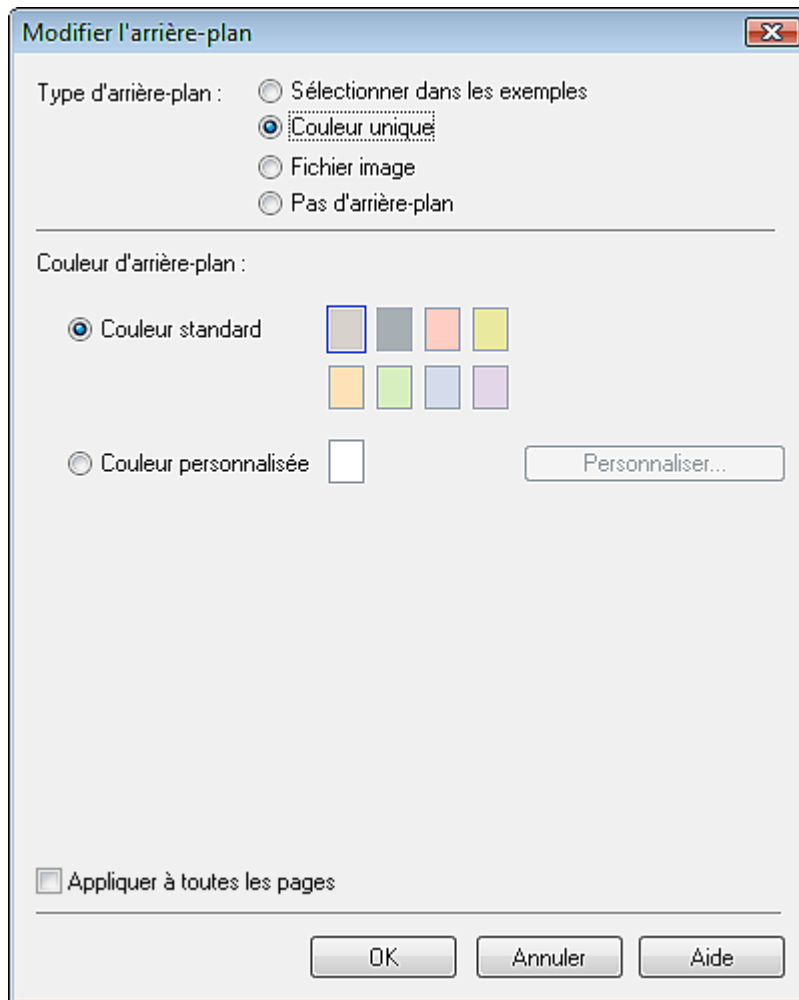 Modifier l'arrière-plan
Type d'arrière-plan :
Sélectionner dans les exemples
Couleur unique
Fichier image
Pas d'arrière-plan
Couleur d'arrière-plan :
Couleur standard
Couleur personnalisée
Personnaliser...
Appliquer à toutes les pages
OK
Annuler
Aide